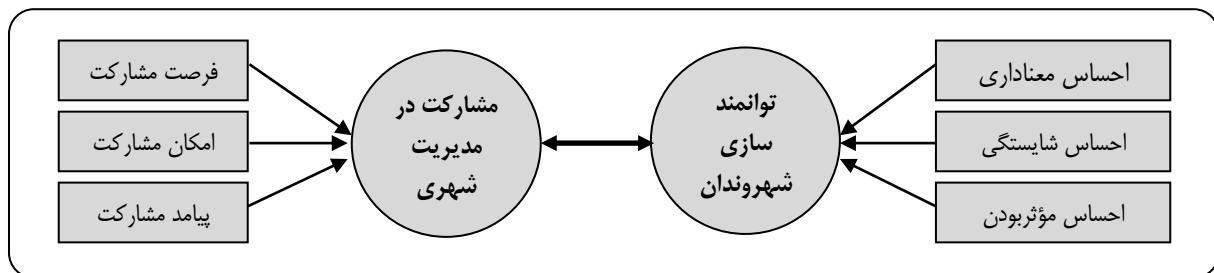 احساس معناداری
احساس شایستگی
احساس مؤثربودن
توانمند
سازی
شهروندان
مشارکت در
مدیریت
شهری
فرصت مشارکت
امکان مشارکت
پیامد مشارکت